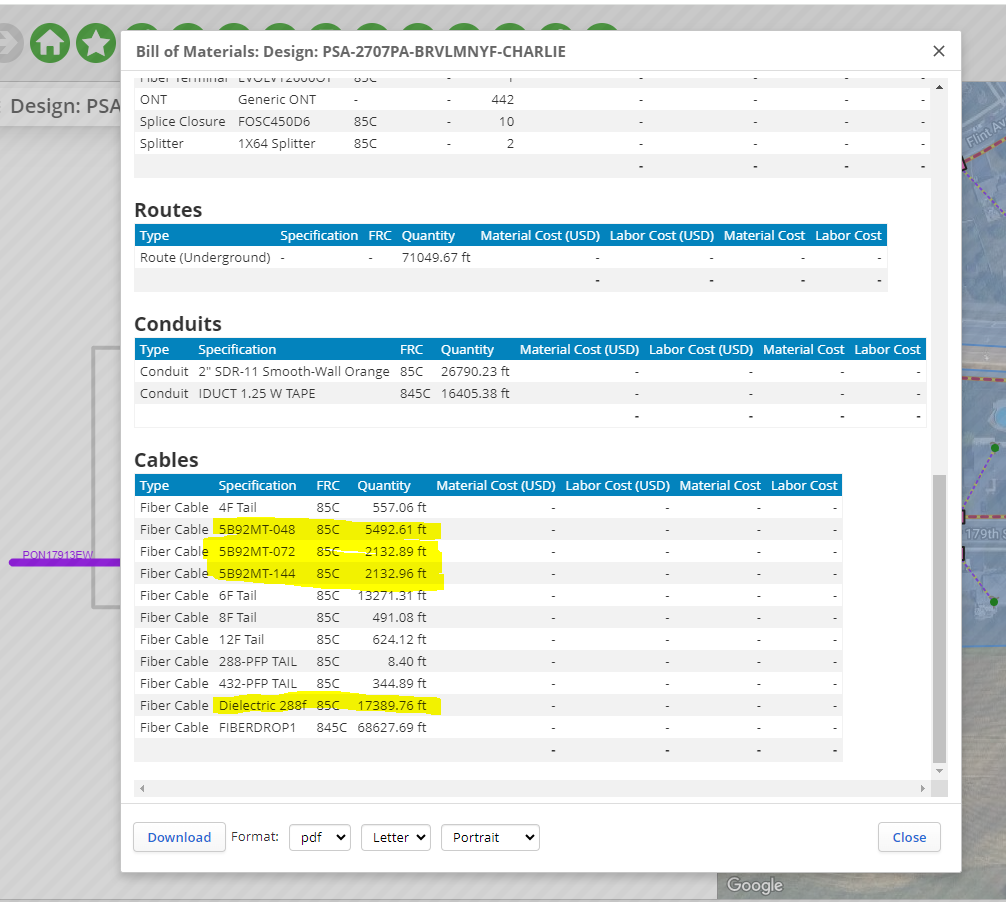 Bill of Materials: Design: PSA-2707PA-BRVLMNYF-CHARLIE
Design: PSA
Fiber Terminal EVOLV12000OT 85C - 1 - - - -
ONT Generic ONT - - 442 - - - -
Splice Closure FOSC450D6 85C - 10 - - - -
Splitter 1X64 Splitter 85C - 2 - - - -
- - - -
Flint Av
Routes
Type Specification FRC Quantity Material Cost (USD) Labor Cost (USD) Material Cost Labor Cost
Route (Underground) - - 71049.67 ft - - - -
- - - -
Conduits
Type Specification FRC Quantity Material Cost (USD) Labor Cost (USD) Material Cost Labor Cost
Conduit 2" SDR-11 Smooth-Wall Orange 85C 26790.23 ft - - - -
Conduit IDUCT 1.25 W TAPE 845C 16405.38 ft - - - -
- - - -
Cables
Type Specification FRC Quantity Material Cost (USD) Labor Cost (USD) Material Cost Labor Cost
Fiber Cable 4F Tail 85C 557.06 ft - - - -
Fiber Cable 5B92MT-048 85C 5492.61 ft - - - -
Fiber Cable 5B92MT-072 85C 2132.89 ft - - - -
Fiber Cable 5B92MT-144 85C 2132.96 ft - - - -
Fiber Cable 6F Tail 85C 13271.31 ft - - - -
Fiber Cable 8F Tail 85C 491.08 ft - - - -
Fiber Cable 12F Tail 85C 624.12 ft - - - -
Fiber Cable 288-PFP TAIL 85C 8.40 ft - - - -
Fiber Cable 432-PFP TAIL 85C 344.89 ft - - - -
Fiber Cable Dielectric 288f 85C 17389.76 ft - - - -
Fiber Cable FIBERDROP1 845C 68627.69 ft - - - -
- - - -
PON17913EW
179th S
Download Format: pdf Letter Portrait Close
Google